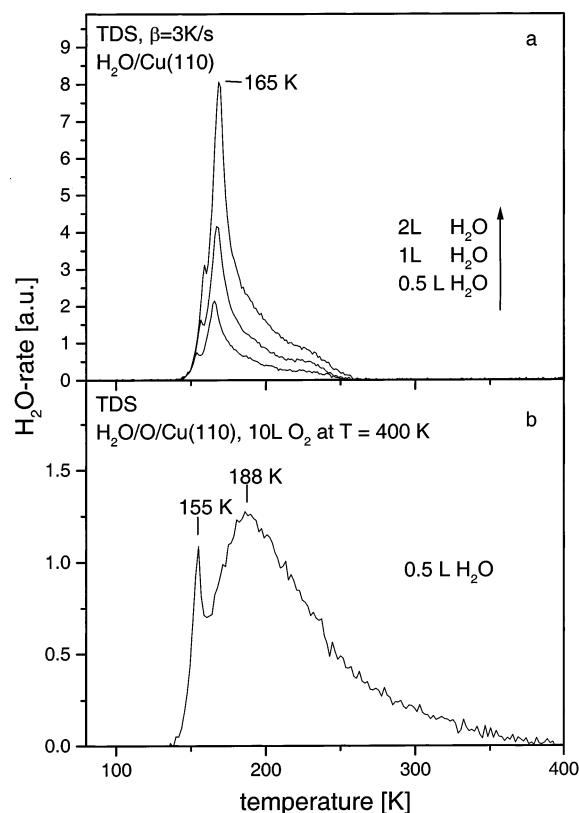 TDS, β=3K/s
a
H₂O/Cu(110)
165 K
2L H₂O
1L H₂O
0.5 L H₂O
9
8
7
6
5
4
3
2
1
0
H₂O-rate [a.u.]
TDS
b
H₂O/O/Cu(110), 10L O₂ at T = 400 K
188 K
155 K
0.5 L H₂O
1.5
1.0
0.5
0.0
100 200 300 400
temperature [K]